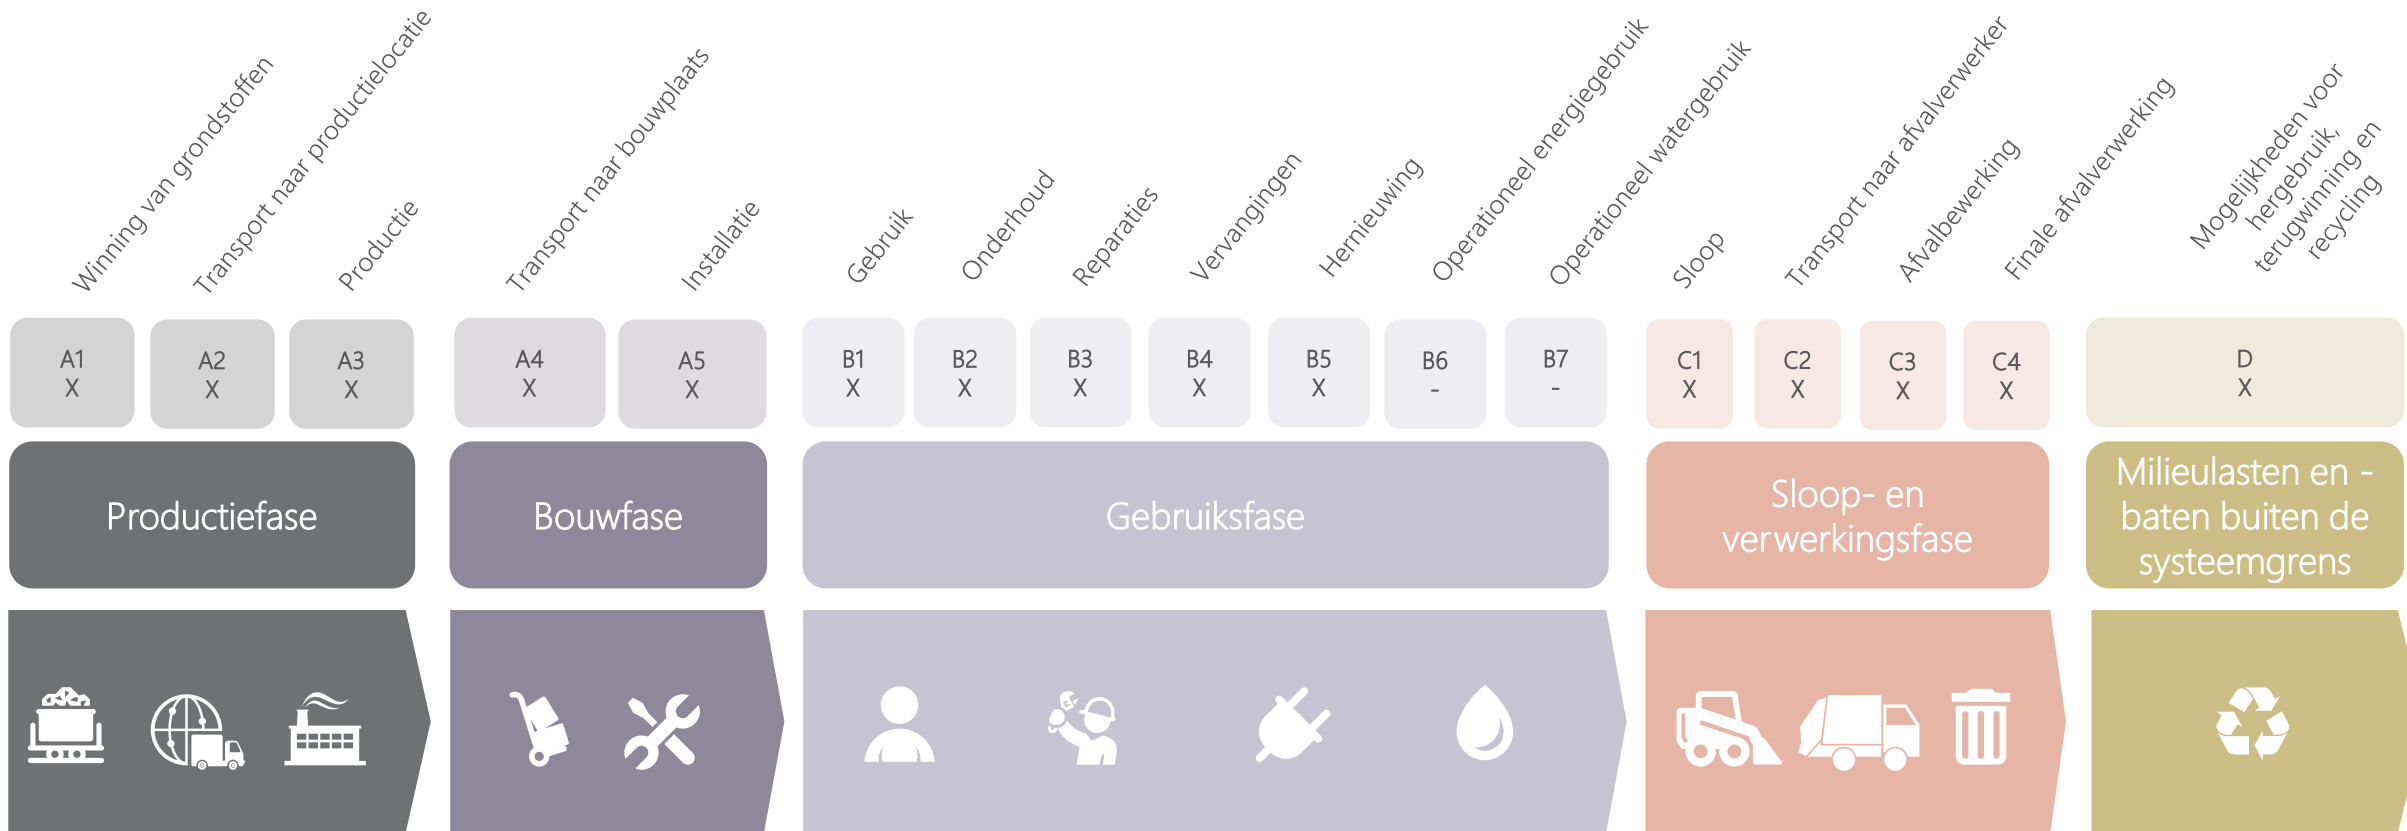 Winning van grondstoffen
Transport naar productielocatie
Productie
Transport naar bouwplaats
Installatie
Gebruik
Onderhoud
Reparaties
Vervangingen
Hernieuwing
Operationeel energiegebruik
Operationeel watergebruik
Sloop
Transport naar afvalverwerker
Afvalbewerking
Finale afvalverwerking
Mogelijkheden voor
hergebruik,
terugwinning en
recycling
A1
X
A2
X
A3
X
A4
X
A5
X
B1
X
B2
X
B3
X
B4
X
B5
X
B6
-
B7
-
C1
X
C2
X
C3
X
C4
X
D
X
Productiefase
Bouwfase
Gebruiksfase
Sloop- en
verwerkingsfase
Milieulasten en -
baten buiten de
systeemgrens